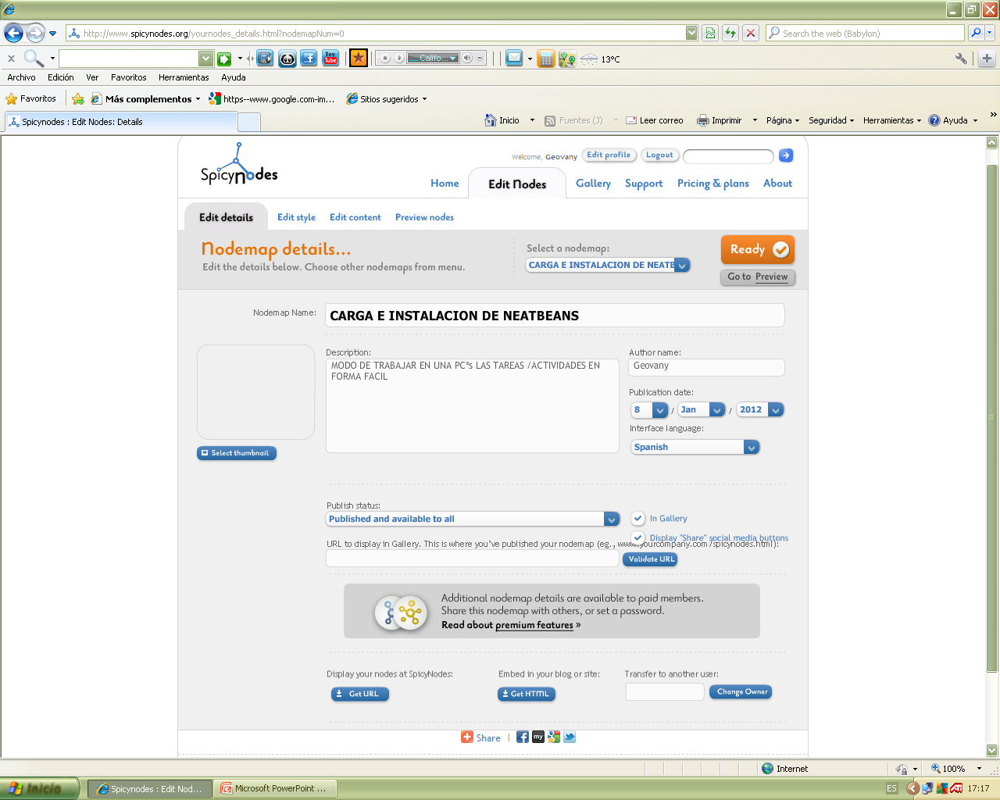 http://www.spicynodes.org/yournodes_details.html?nodemapNum=0
Search the web (Babylon)
You Tube
Califo...
13°C
Archivo Edición Ver Favoritos Herramientas Ayuda
Favoritos
Más complementos
https--www.google.com-im...
Sitios sugeridos
Spicynodes : Edit Nodes: Details
Inicio
Fuentes (J)
Leer correo
Imprimir
Página
Seguridad
Herramientas
Ayuda
Spicynodes
Welcome, Geovany
Edit profile
Logout
Home
Edit Nodes
Gallery
Support
Pricing & plans
About
Edit details
Edit style
Edit content
Preview nodes
Nodemap details...
Edit the details below. Choose other nodemaps from menu.
Select a nodemap:
CARGA E INSTALACION DE NEATB
Ready
Go to Preview
Nodemap Name:
CARGA E INSTALACION DE NEATBEANS
Description:
MODO DE TRABAJAR EN UNA PCªs LAS TAREAS /ACTIVIDADES EN
FORMA FACIL
Select thumbnail
Author name:
Geovany
Publication date:
8 / Jan / 2012
Interface language:
Spanish
Publish status:
Published and available to all
In Gallery
Display "Share" social media buttons
URL to display in Gallery. This is where you've published your nodemap (eg., www.yourcompany.com/spicynodes.html):
Validate URL
Additional nodemap details are available to paid members.
Share this nodemap with others, or set a password.
Read about premium features »
Display your nodes at SpicyNodes:
Get URL
Embed in your blog or site:
Get HTML
Transfer to another user:
Change Owner
Share |
my
Internet
100%
Inicio
Spicynodes : Edit Nod...
Microsoft PowerPoint ...
ES
17:17